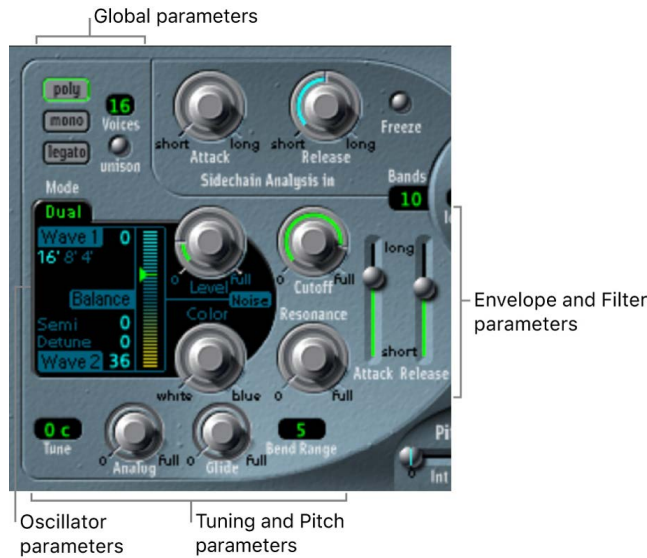 Global parameters
poly
mono
legato
16
Voices
unison
short
long
Attack
short
long
Release
Freeze
Sidechain Analysis in
Mode
Bands
10
Dual
Wave 1 0
16' 8' 4'
Balance
Semi 0
Detune 0
Wave 2 36
0
full
Level
Noise
Color
white
blue
0
full
Cutoff
Resonance
0
full
long
short
Attack
Release
Envelope and Filter
parameters
0 c
Tune
0
full
Analog
0
full
Glide
5
Bend Range
0
Int
Oscillator
parameters
Tuning and Pitch
parameters